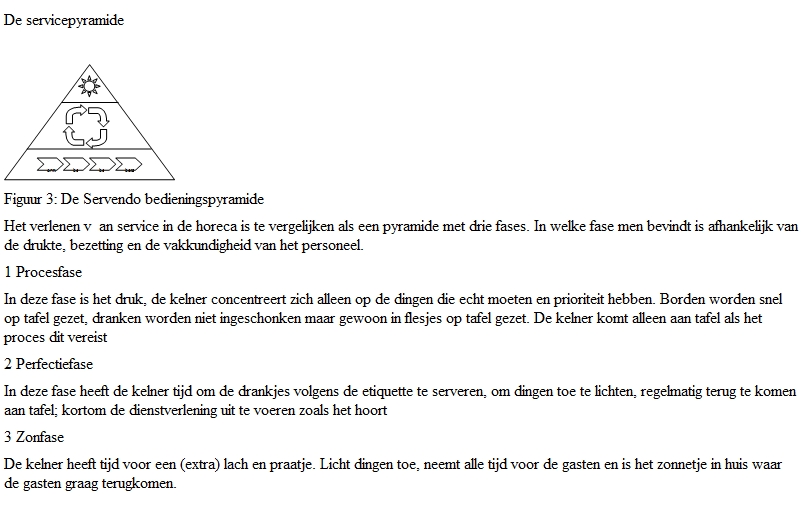 De servicepyramide
Figuur 3: De Servendo bedieningspyramide
Het verlenen v  an service in de horeca is te vergelijken als een pyramide met drie fases. In welke fase men bevindt is afhankelijk van
de drukte, bezetting en de vakkundigheid van het personeel.
1 Procesfase
In deze fase is het druk, de kelner concentreert zich alleen op de dingen die echt moeten en prioriteit hebben. Borden worden snel
op tafel gezet, dranken worden niet ingeschonken maar gewoon in flesjes op tafel gezet. De kelner komt alleen aan tafel als het
proces dit vereist
2 Perfectiefase
In deze fase heeft de kelner tijd om de drankjes volgens de etiquette te serveren, om dingen toe te lichten, regelmatig terug te komen
aan tafel; kortom de dienstverlening uit te voeren zoals het hoort
3 Zonfase
De kelner heeft tijd voor een (extra) lach en praatje. Licht dingen toe, neemt alle tijd voor de gasten en is het zonnetje in huis waar
de gasten graag terugkomen.